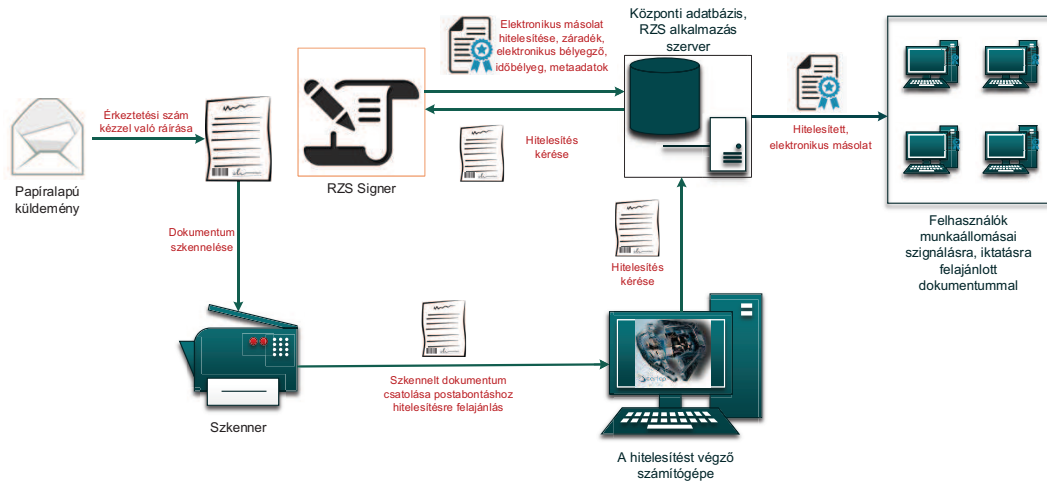 Elektronikus másolat
hitelesítése, záradék,
elektronikus bélyegző,
időbélyeg, metaadatok
Központi adatbázis,
RZS alkalmazás
szerver
Érkeztetési szám
kézzel való ráírása
Hitelesítés
kérése
Hitelesített,
elektronikus másolat
Papíralapú
küldemény
RZS Signer
Dokumentum
szkennelése
Hitelesítés
kérése
Felhasználók
munkaállomásai
szignálásra, iktatásra
felajánlott
dokumentummal
Szkennelt dokumentum
csatolása postabontáshoz
hitelesítésre felajánlás
Szkenner
A hitelesítést végző
számítógépe